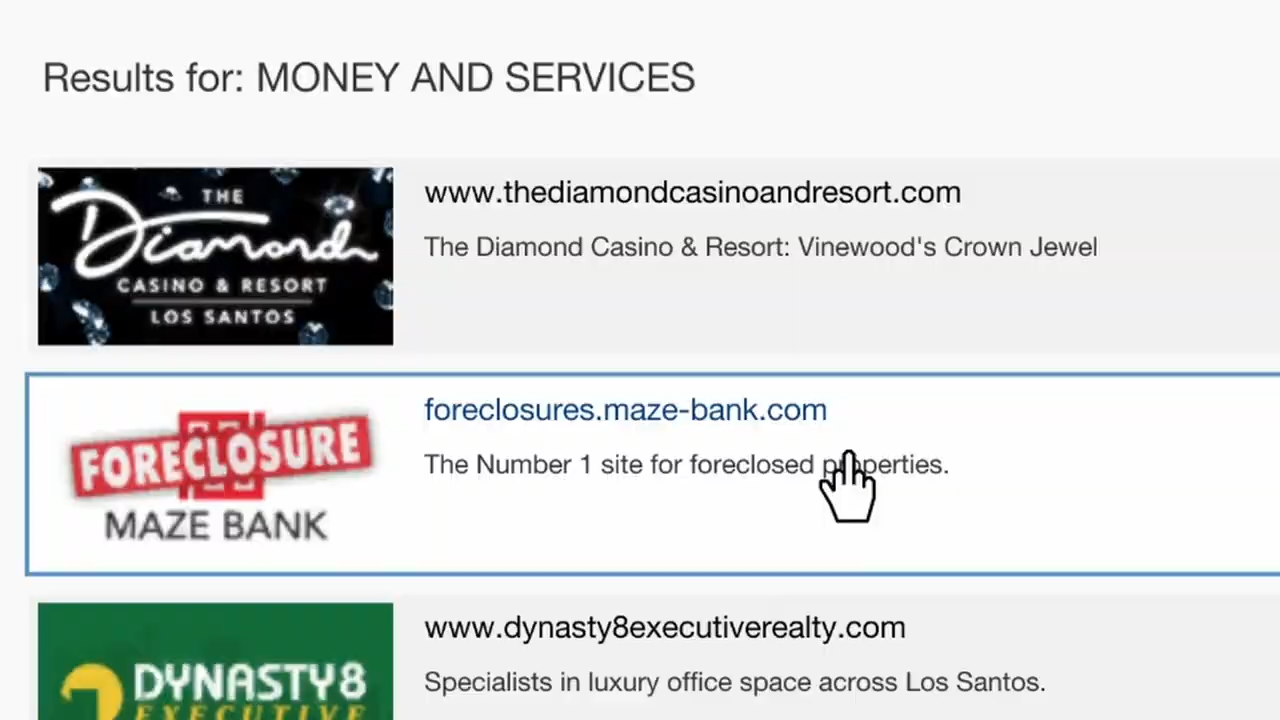 Results for: MONEY AND SERVICES
THE
Diamond
CASINO & RESORT
LOS SANTOS
www.thediamondcasinoandresort.com
The Diamond Casino & Resort: Vinewood's Crown Jewel
FORECLOSURE
MAZE BANK
foreclosures.maze-bank.com
The Number 1 site for foreclosed properties.
DYNASTY8
EXECUTIVE
www.dynasty8executiverealty.com
Specialists in luxury office space across Los Santos.